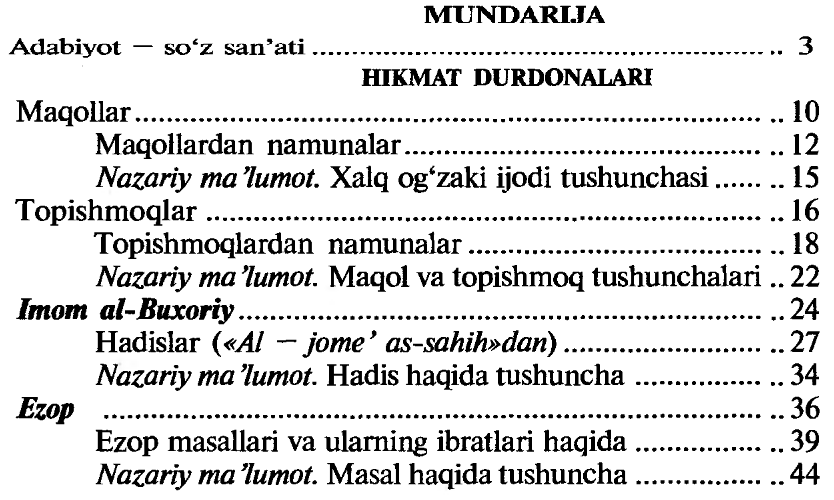 MUNDARIJA
Adabiyot — so‘z san’ati ........................................................... .. 3
HIKMAT DURDONALARI
Maqollar ................................................................................ .. 10
Maqollardan namunalar .............................................. .. 12
Nazariy ma’lumot. Xalq og‘zaki ijodi tushunchasi ...... .. 15
Topishmoqlar ....................................................................... .. 16
Topishmoqlardan namunalar ...................................... .. 18
Nazariy ma’lumot. Maqol va topishmoq tushunchalari .. 22
Imom al-Buxoriy ................................................................... .. 24
Hadislar («Al — jome’ as-sahih»dan) ......................... .. 27
Nazariy ma’lumot. Hadis haqida tushuncha ................ .. 34
Ezop .................................................................................... .. 36
Ezop masallari va ularning ibratlari haqida ................ .. 39
Nazariy ma’lumot. Masal haqida tushuncha ................ .. 44